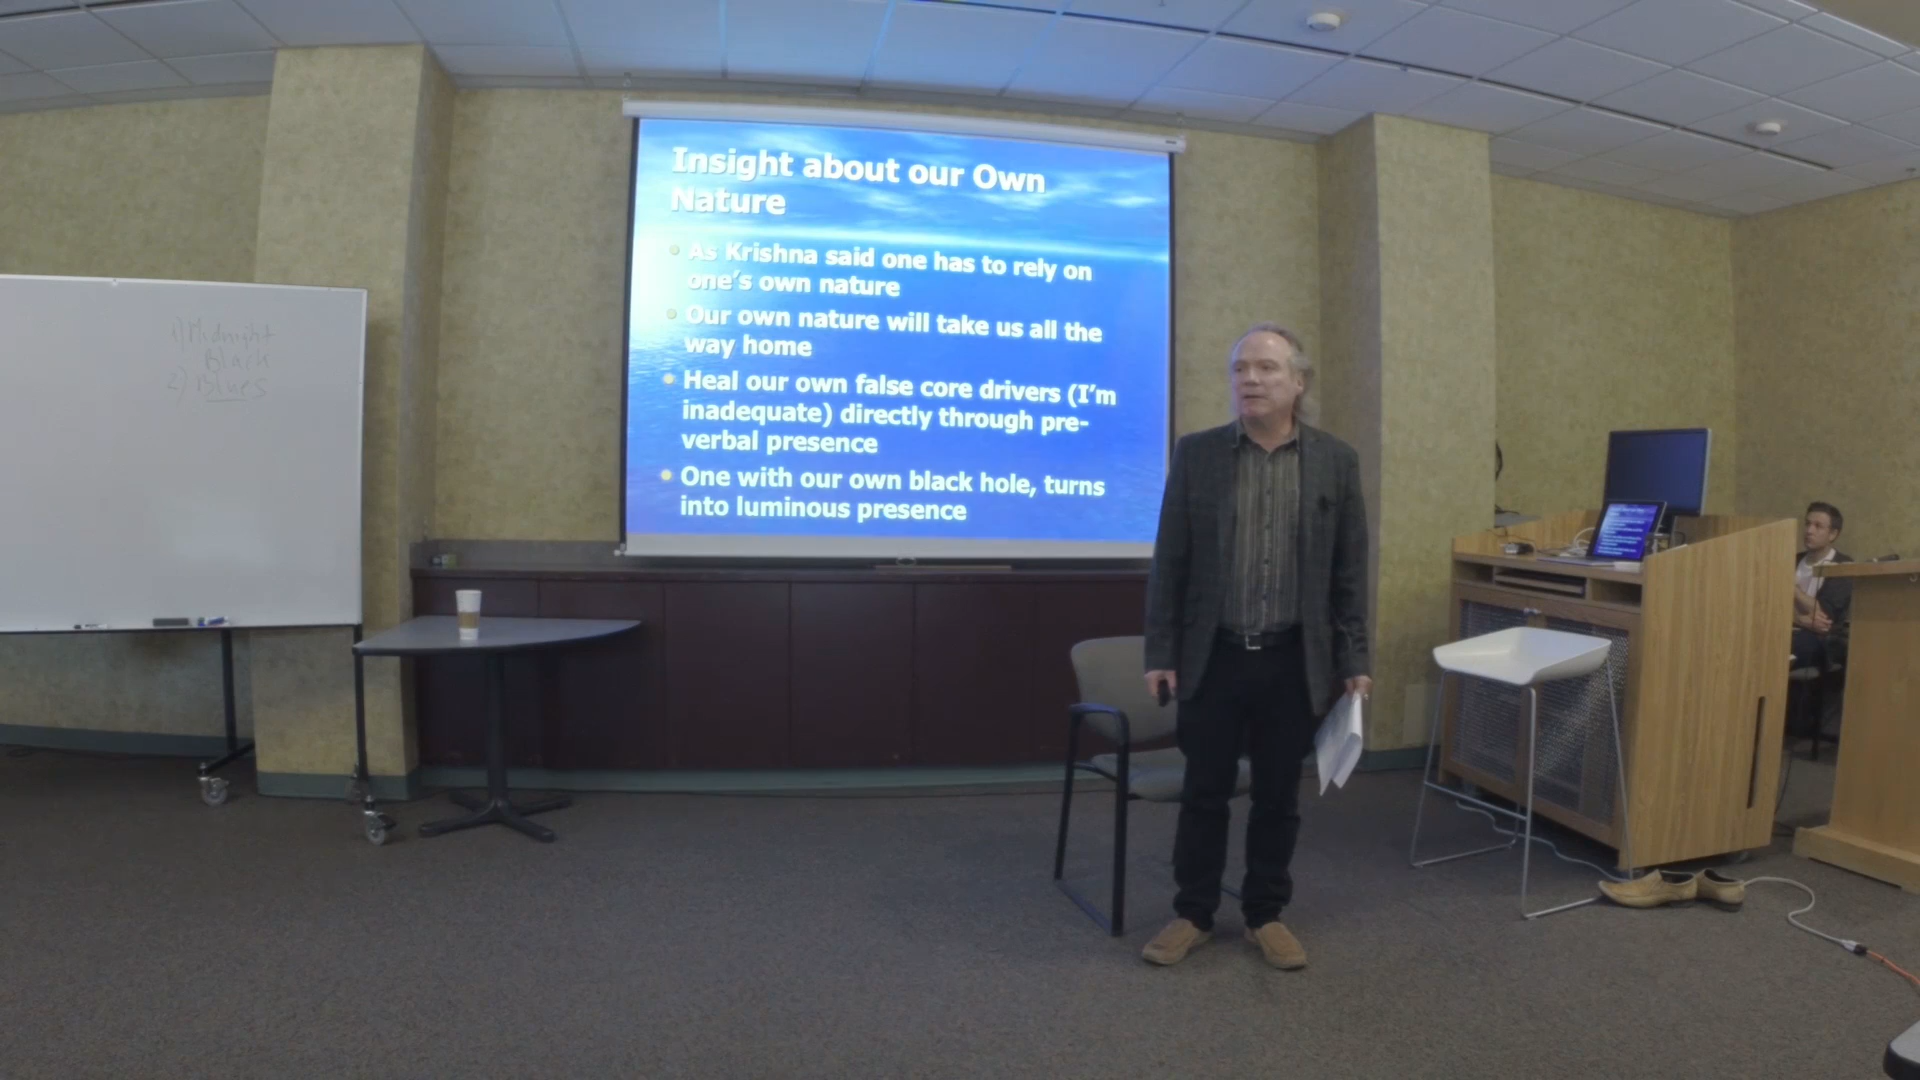 1) Midnight
Black
2) Blues
Insight about our Own
Nature
As Krishna said one has to rely on
one's own nature
Our own nature will take us all the
way home
Heal our own false core drivers (I'm
inadequate) directly through pre-
verbal presence
One with our own black hole, turns
into luminous presence